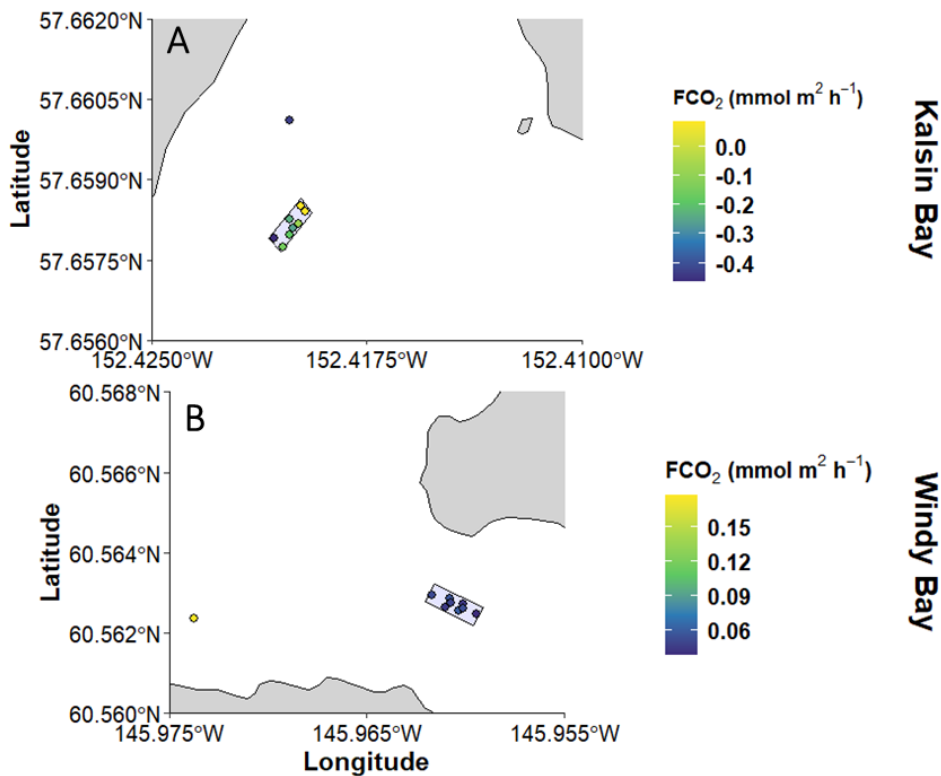 A
57.6620°N
57.6605°N
57.6590°N
57.6575°N
57.6560°N
Latitude
152.4250°W 152.4175°W 152.4100°W
FCO₂ (mmol m² h⁻¹)
0.0
-0.1
-0.2
-0.3
-0.4
Kalsin Bay
B
60.568°N
60.566°N
60.564°N
60.562°N
60.560°N
Latitude
145.975°W 145.965°W 145.955°W
Longitude
FCO₂ (mmol m² h⁻¹)
0.15
0.12
0.09
0.06
Windy Bay